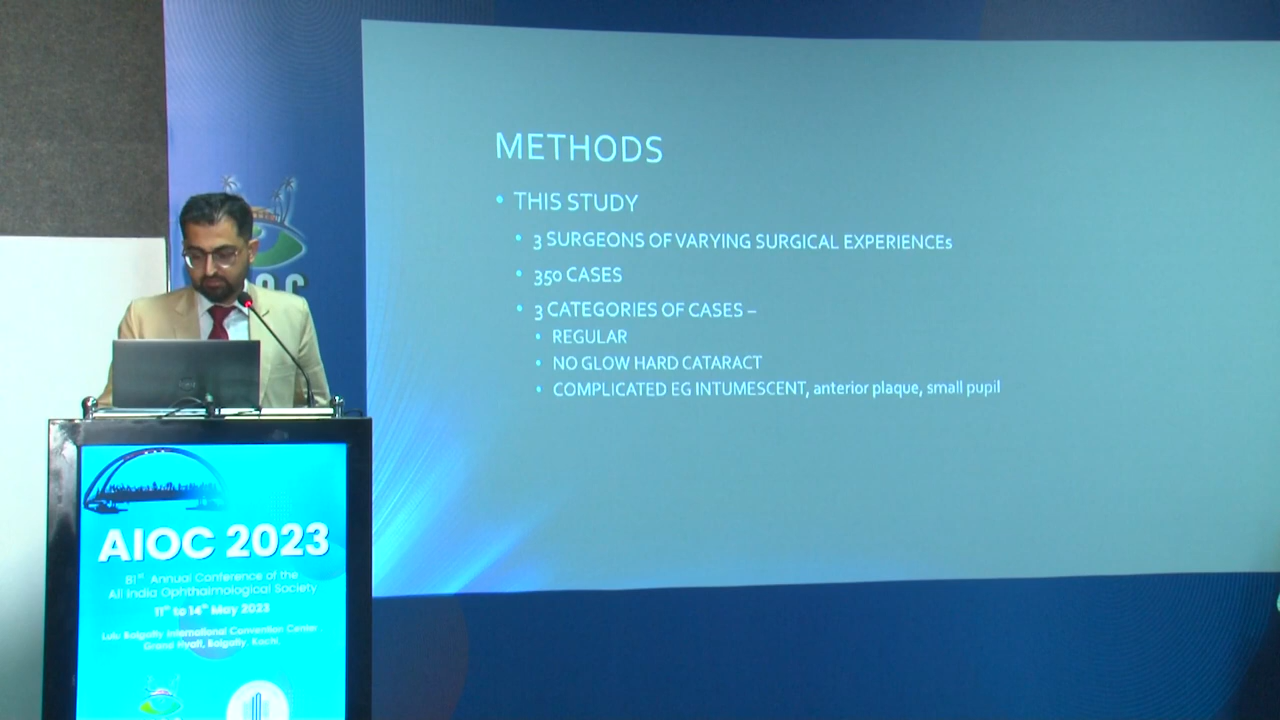 METHODS
• THIS STUDY
• 3 SURGEONS OF VARYING SURGICAL EXPERIENCEs
• 350 CASES
• 3 CATEGORIES OF CASES –
• REGULAR
• NO GLOW HARD CATARACT
• COMPLICATED EG INTUMESCENT, anterior plaque, small pupil
AIOC 2023
81st Annual Conference of the
All India Ophthalmological Society
11th to 14th May 2023
Lulu Bolgatty International Convention Center
Grand Hyatt, Bolgatty, Kochi